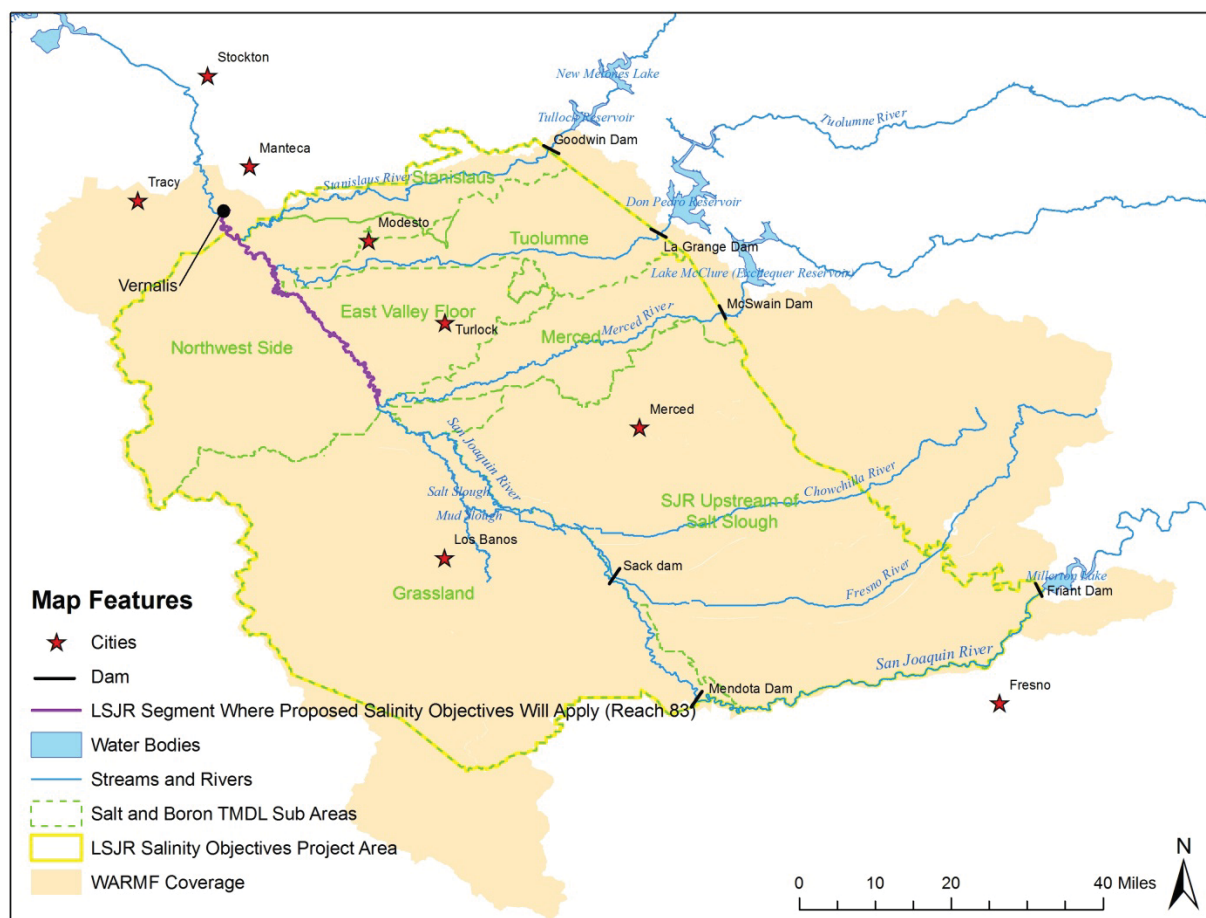 Stockton
New Melones Lake
Tulloch Reservoir
Tuolumne River
Goodwin Dam
Manteca
Stanislaus River
Stanislaus
Tracy
Don Pedro Reservoir
Modesto
Tuolumne
La Grange Dam
Lake McClure (Exchequer Reservoir)
Vernalis
McSwain Dam
East Valley Floor
Turlock
Merced River
Merced
Northwest Side
Merced
San Joaquin River
Chowchilla River
Salt Slough
SJR Upstream of
Salt Slough
Mud Slough
Los Banos
Sack dam
Fresno River
Millerton Lake
Friant Dam
Grassland
San Joaquin River
Mendota Dam
Fresno
Map Features
Cities
Dam
LSJR Segment Where Proposed Salinity Objectives Will Apply (Reach 83)
Water Bodies
Streams and Rivers
Salt and Boron TMDL Sub Areas
LSJR Salinity Objectives Project Area
WARMF Coverage
N
0 10 20 40 Miles